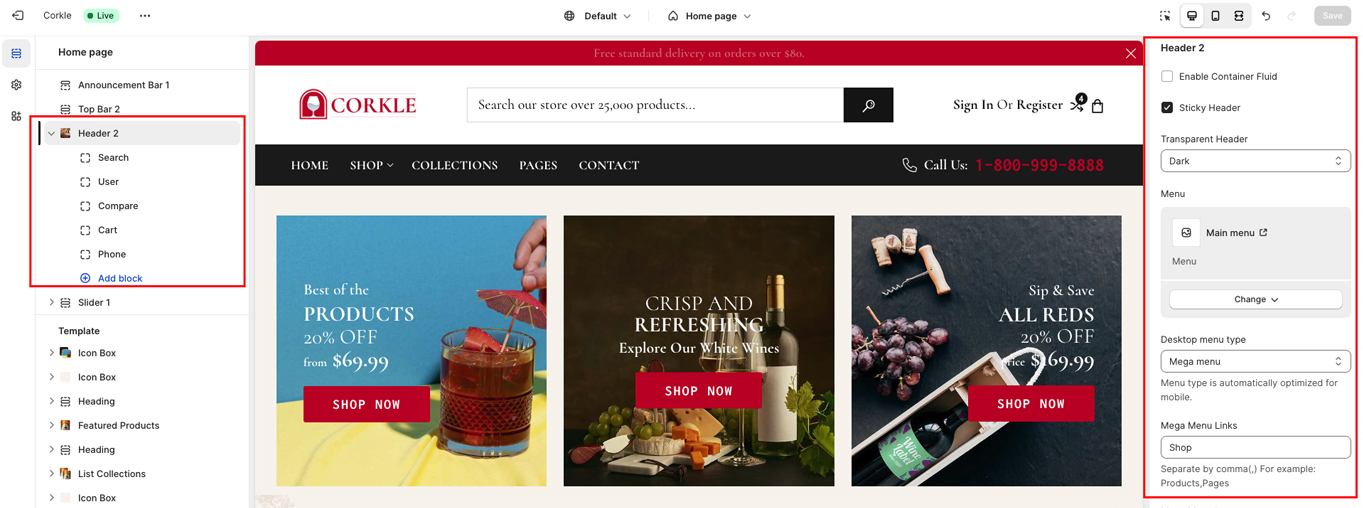 Corkle
Live
Default
Home page
Save
Home page
Announcement Bar 1
Top Bar 2
Header 2
Search
User
Compare
Cart
Phone
Add block
Slider 1
Template
Icon Box
Icon Box
Heading
Featured Products
Heading
List Collections
Icon Box
Free standard delivery on orders over $80.
CORKLE
Search our store over 25,000 products...
Sign In Or Register
4
HOME SHOP COLLECTIONS PAGES CONTACT
Call Us: 1-800-999-8888
Best of the
PRODUCTS
20% OFF
from $69.99
SHOP NOW
CRISP AND
REFRESHING
Explore Our White Wines
SHOP NOW
Sip & Save
ALL REDS
20% OFF
price $169.99
SHOP NOW
Wine
Label
Header 2
Enable Container Fluid
Sticky Header
Transparent Header
Dark
Menu
Main menu
Menu
Change
Desktop menu type
Mega menu
Menu type is automatically optimized for
mobile.
Mega Menu Links
Shop
Separate by comma(,) For example:
Products,Pages